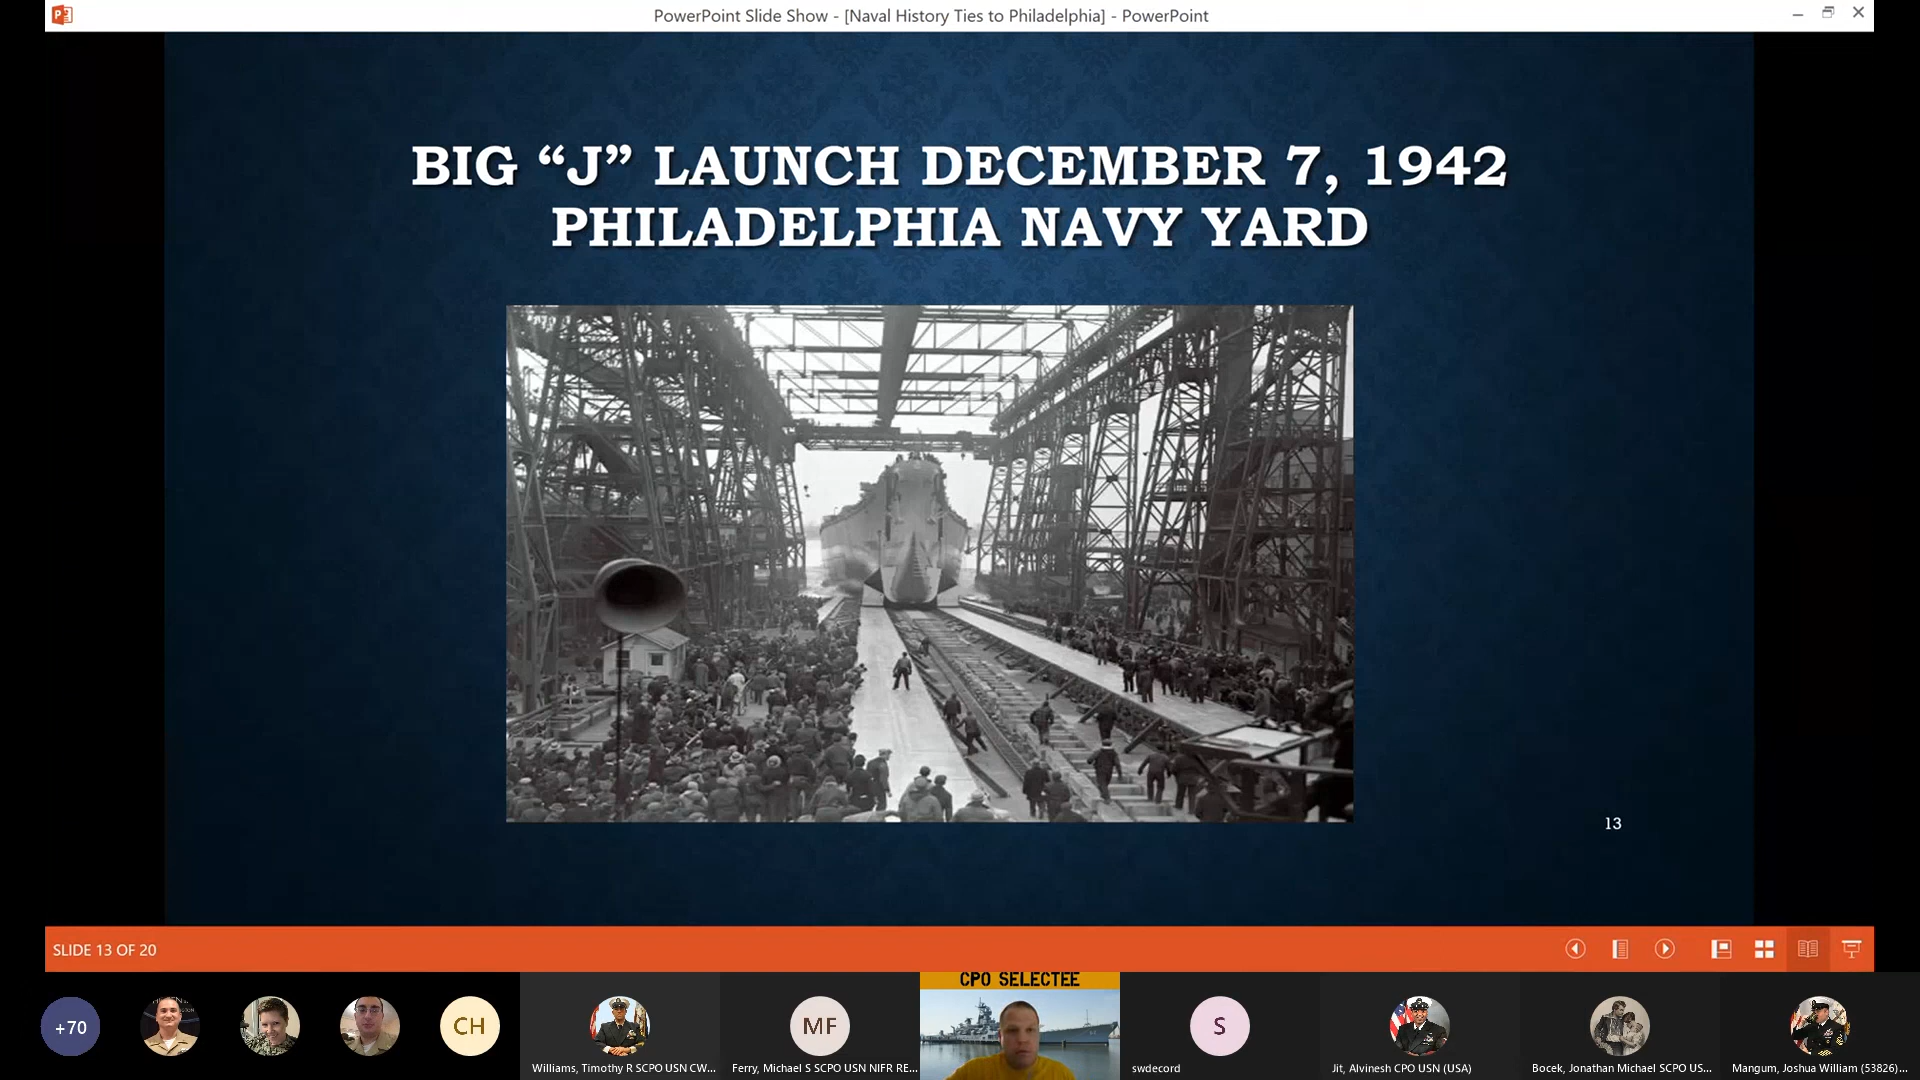 PowerPoint Slide Show - [Naval History Ties to Philadelphia] - PowerPoint
BIG “J” LAUNCH DECEMBER 7, 1942
PHILADELPHIA NAVY YARD
13
SLIDE 13 OF 20
CPO SELECTEE
+70
CH
MF
S
Williams, Timothy R SCPO USN CW...
Ferry, Michael S SCPO USN NIFR RE...
swdecord
Jit, Alvinesh CPO USN (USA)
Bocek, Jonathan Michael SCPO US...
Mangum, Joshua William (53826)...